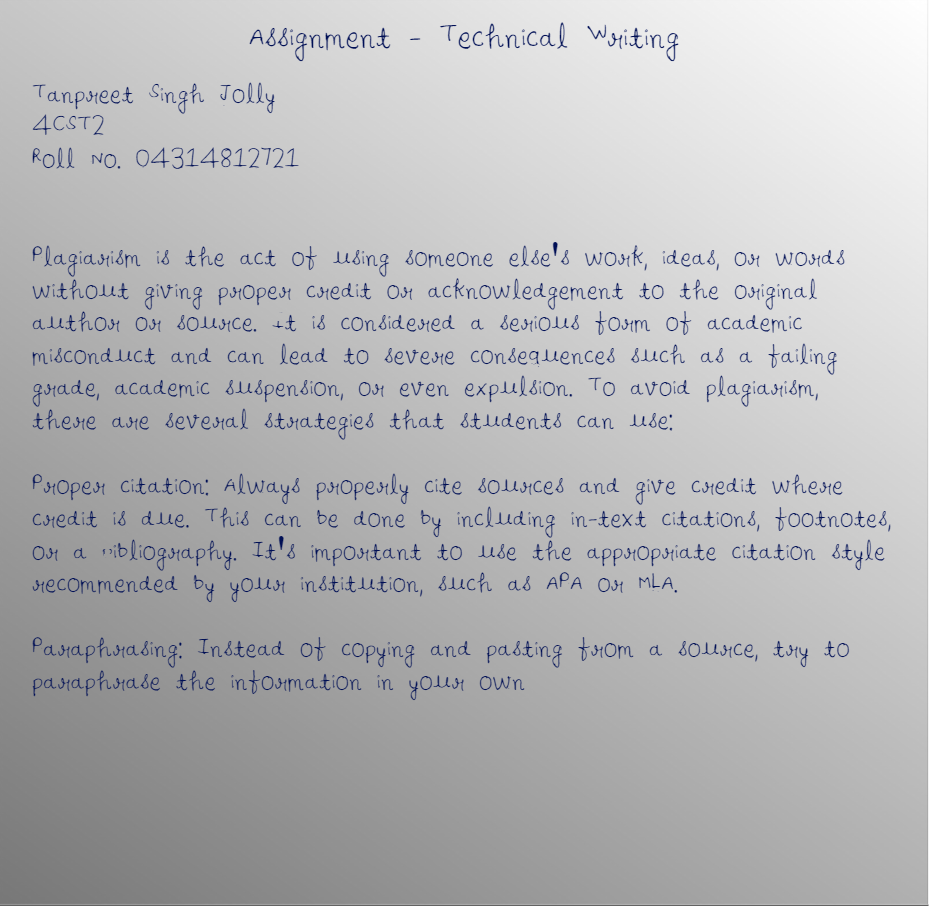 Assignment - Technical Writing
Tanpreet Singh Jolly
4CST2
Roll No. 04314812721
Plagiarism is the act of using someone else's work, ideas, or words
without giving proper credit or acknowledgement to the original
author or source. It is considered a serious form of academic
misconduct and can lead to severe consequences such as a failing
grade, academic suspension, or even expulsion. To avoid plagiarism,
there are several strategies that students can use:
Proper citation: Always properly cite sources and give credit where
credit is due. This can be done by including in-text citations, footnotes,
or a bibliography. It's important to use the appropriate citation style
recommended by your institution, such as APA or MLA.
Paraphrasing: Instead of copying and pasting from a source, try to
paraphrase the information in your own